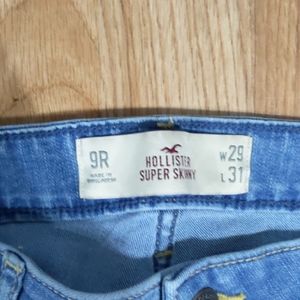 9R
MADE IN
BANGLADESH
HOLLISTER
SUPER SKINNY
W 29
L 31